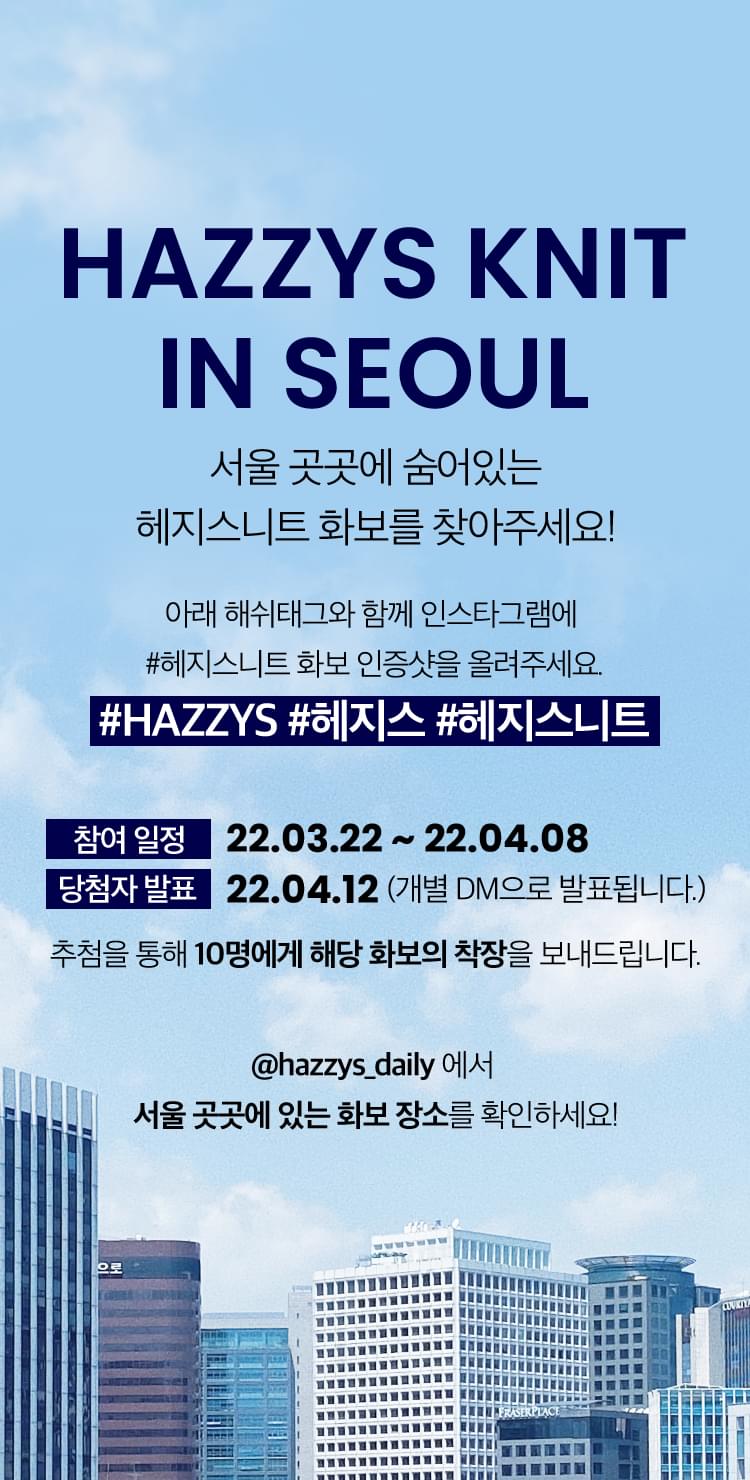 HAZZYS KNIT
IN SEOUL
서울 곳곳에 숨어있는
헤지스니트 화보를 찾아주세요!
아래 해쉬태그와 함께 인스타그램에
#헤지스니트 화보 인증샷을 올려주세요.
#HAZZYS #헤지스 #헤지스니트
참여 일정 22.03.22 ~ 22.04.08
당첨자 발표 22.04.12 (개별 DM으로 발표됩니다.)
추첨을 통해 10명에게 해당 화보의 착장을 보내드립니다.
@hazzys_daily 에서
서울 곳곳에 있는 화보 장소를 확인하세요!
으로
FRASER PLACE